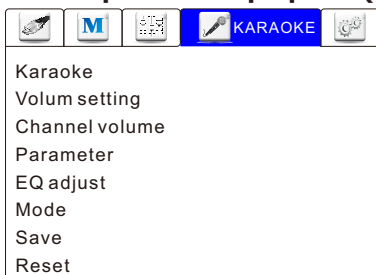 M
KARAOKE
Karaoke
Volum setting
Channel volume
Parameter
EQ adjust
Mode
Save
Reset